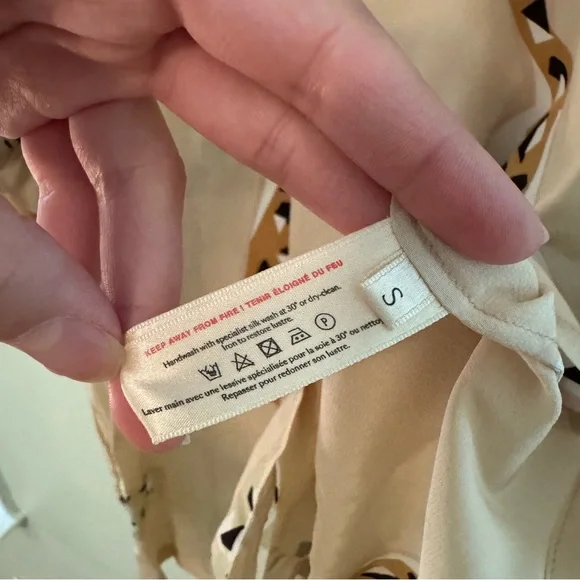 KEEP AWAY FROM FIRE | TENIR ÉLOIGNÉ DU FEU
Handwash with specialist silk wash at 30° or dry-clean.
Iron to restore lustre.
P
Laver main avec une lessive spécialisée pour la soie à 30° ou
Repasser pour redonner son lustre.
S